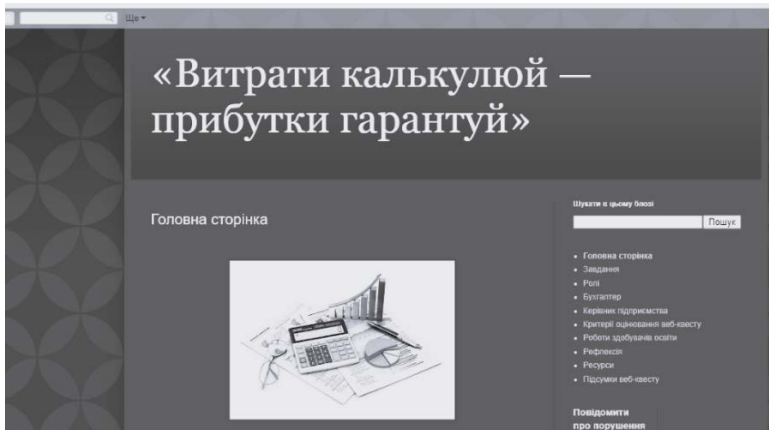 Ще
«Витрати калькулюй —
прибутки гарантуй»
Головна сторінка
Шукати в цьому блозі
Пошук
Головна сторінка
Завдання
Ролі
Бухгалтер
Керівник підприємства
Критерії оцінювання веб-квесту
Роботи здобувачів освіти
Рефлексія
Ресурси
Підсумки веб-квесту
Повідомити
про порушення